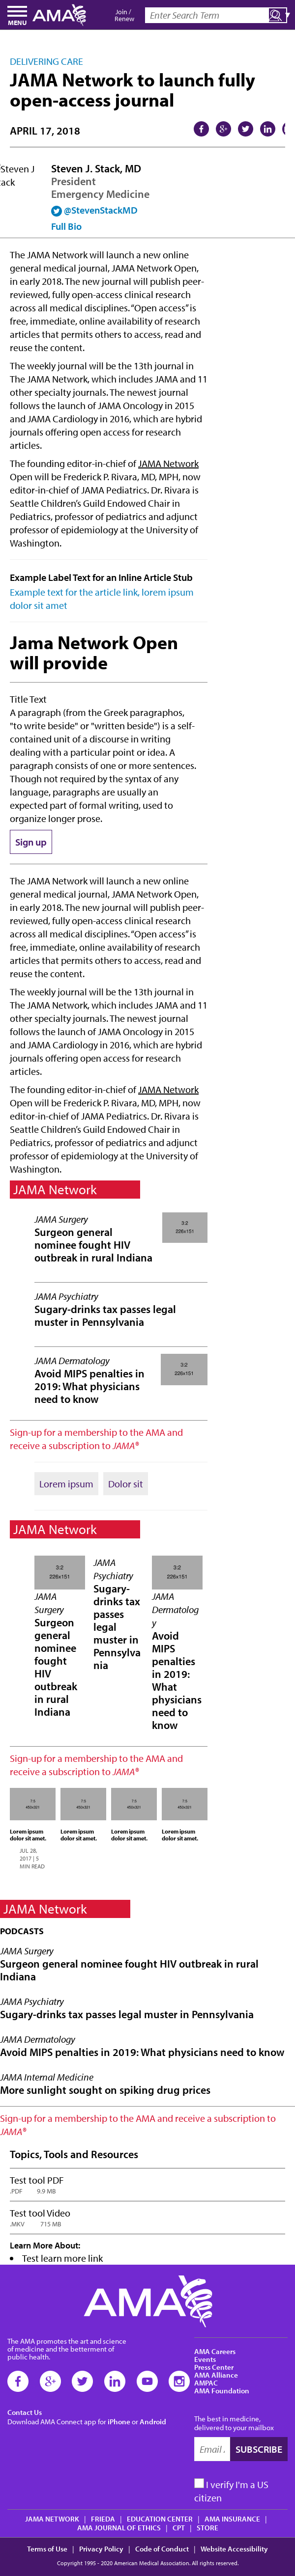 MENU
AMA
Join /
Renew
Enter Search Term
DELIVERING CARE
JAMA Network to launch fully
open-access journal
APRIL 17, 2018
Steven J
tack
Steven J. Stack, MD
President
Emergency Medicine
@StevenStackMD
Full Bio
The JAMA Network will launch a new online
general medical journal, JAMA Network Open,
in early 2018. The new journal will publish peer-
reviewed, fully open-access clinical research
across all medical disciplines. “Open access” is
free, immediate, online availability of research
articles that permits others to access, read and
reuse the content.
The weekly journal will be the 13th journal in
The JAMA Network, which includes JAMA and 11
other specialty journals. The newest journal
follows the launch of JAMA Oncology in 2015
and JAMA Cardiology in 2016, which are hybrid
journals offering open access for research
articles.
The founding editor-in-chief of JAMA Network
Open will be Frederick P. Rivara, MD, MPH, now
editor-in-chief of JAMA Pediatrics. Dr. Rivara is
Seattle Children’s Guild Endowed Chair in
Pediatrics, professor of pediatrics and adjunct
professor of epidemiology at the University of
Washington.
Example Label Text for an Inline Article Stub
Example text for the article link, lorem ipsum
dolor sit amet
Jama Network Open
will provide
Title Text
A paragraph (from the Greek paragraphos,
"to write beside" or "written beside") is a self-
contained unit of a discourse in writing
dealing with a particular point or idea. A
paragraph consists of one or more sentences.
Though not required by the syntax of any
language, paragraphs are usually an
expected part of formal writing, used to
organize longer prose.
Sign up
The JAMA Network will launch a new online
general medical journal, JAMA Network Open,
in early 2018. The new journal will publish peer-
reviewed, fully open-access clinical research
across all medical disciplines. “Open access” is
free, immediate, online availability of research
articles that permits others to access, read and
reuse the content.
The weekly journal will be the 13th journal in
The JAMA Network, which includes JAMA and 11
other specialty journals. The newest journal
follows the launch of JAMA Oncology in 2015
and JAMA Cardiology in 2016, which are hybrid
journals offering open access for research
articles.
The founding editor-in-chief of JAMA Network
Open will be Frederick P. Rivara, MD, MPH, now
editor-in-chief of JAMA Pediatrics. Dr. Rivara is
Seattle Children’s Guild Endowed Chair in
Pediatrics, professor of pediatrics and adjunct
professor of epidemiology at the University of
Washington.
JAMA Network
JAMA Surgery
Surgeon general
nominee fought HIV
outbreak in rural Indiana
3:2
226x151
JAMA Psychiatry
Sugary-drinks tax passes legal
muster in Pennsylvania
JAMA Dermatology
Avoid MIPS penalties in
2019: What physicians
need to know
3:2
226x151
Sign-up for a membership to the AMA and
receive a subscription to JAMA®
Lorem ipsum
Dolor sit
JAMA Network
3:2
226x151
JAMA
Surgery
Surgeon
general
nominee
fought
HIV
outbreak
in rural
Indiana
JAMA
Psychiatry
Sugary-
drinks tax
passes
legal
muster in
Pennsylva
nia
3:2
226x151
JAMA
Dermatolog
y
Avoid
MIPS
penalties
in 2019:
What
physicians
need to
know
Sign-up for a membership to the AMA and
receive a subscription to JAMA®
Lorem ipsum
dolor sit amet.
JUL 28,
2017 | 5
MIN READ
Lorem ipsum
dolor sit amet.
Lorem ipsum
dolor sit amet.
Lorem ipsum
dolor sit amet.
JAMA Network
PODCASTS
JAMA Surgery
Surgeon general nominee fought HIV outbreak in rural
Indiana
JAMA Psychiatry
Sugary-drinks tax passes legal muster in Pennsylvania
JAMA Dermatology
Avoid MIPS penalties in 2019: What physicians need to know
JAMA Internal Medicine
More sunlight sought on spiking drug prices
Sign-up for a membership to the AMA and receive a subscription to
JAMA®
Topics, Tools and Resources
Test tool PDF
.PDF 9.9 MB
Test tool Video
.MKV 715 MB
Learn More About:
Test learn more link
AMA
The AMA promotes the art and science
of medicine and the betterment of
public health.
Contact Us
Download AMA Connect app for iPhone or Android
AMA Careers
Events
Press Center
AMA Alliance
AMPAC
AMA Foundation
The best in medicine,
delivered to your mailbox
Email . SUBSCRIBE
I verify I'm a US
citizen
JAMA NETWORK | FRIEDA | EDUCATION CENTER | AMA INSURANCE |
AMA JOURNAL OF ETHICS | CPT | STORE
Terms of Use | Privacy Policy | Code of Conduct | Website Accessibility
Copyright 1995 - 2020 American Medical Association. All rights reserved.